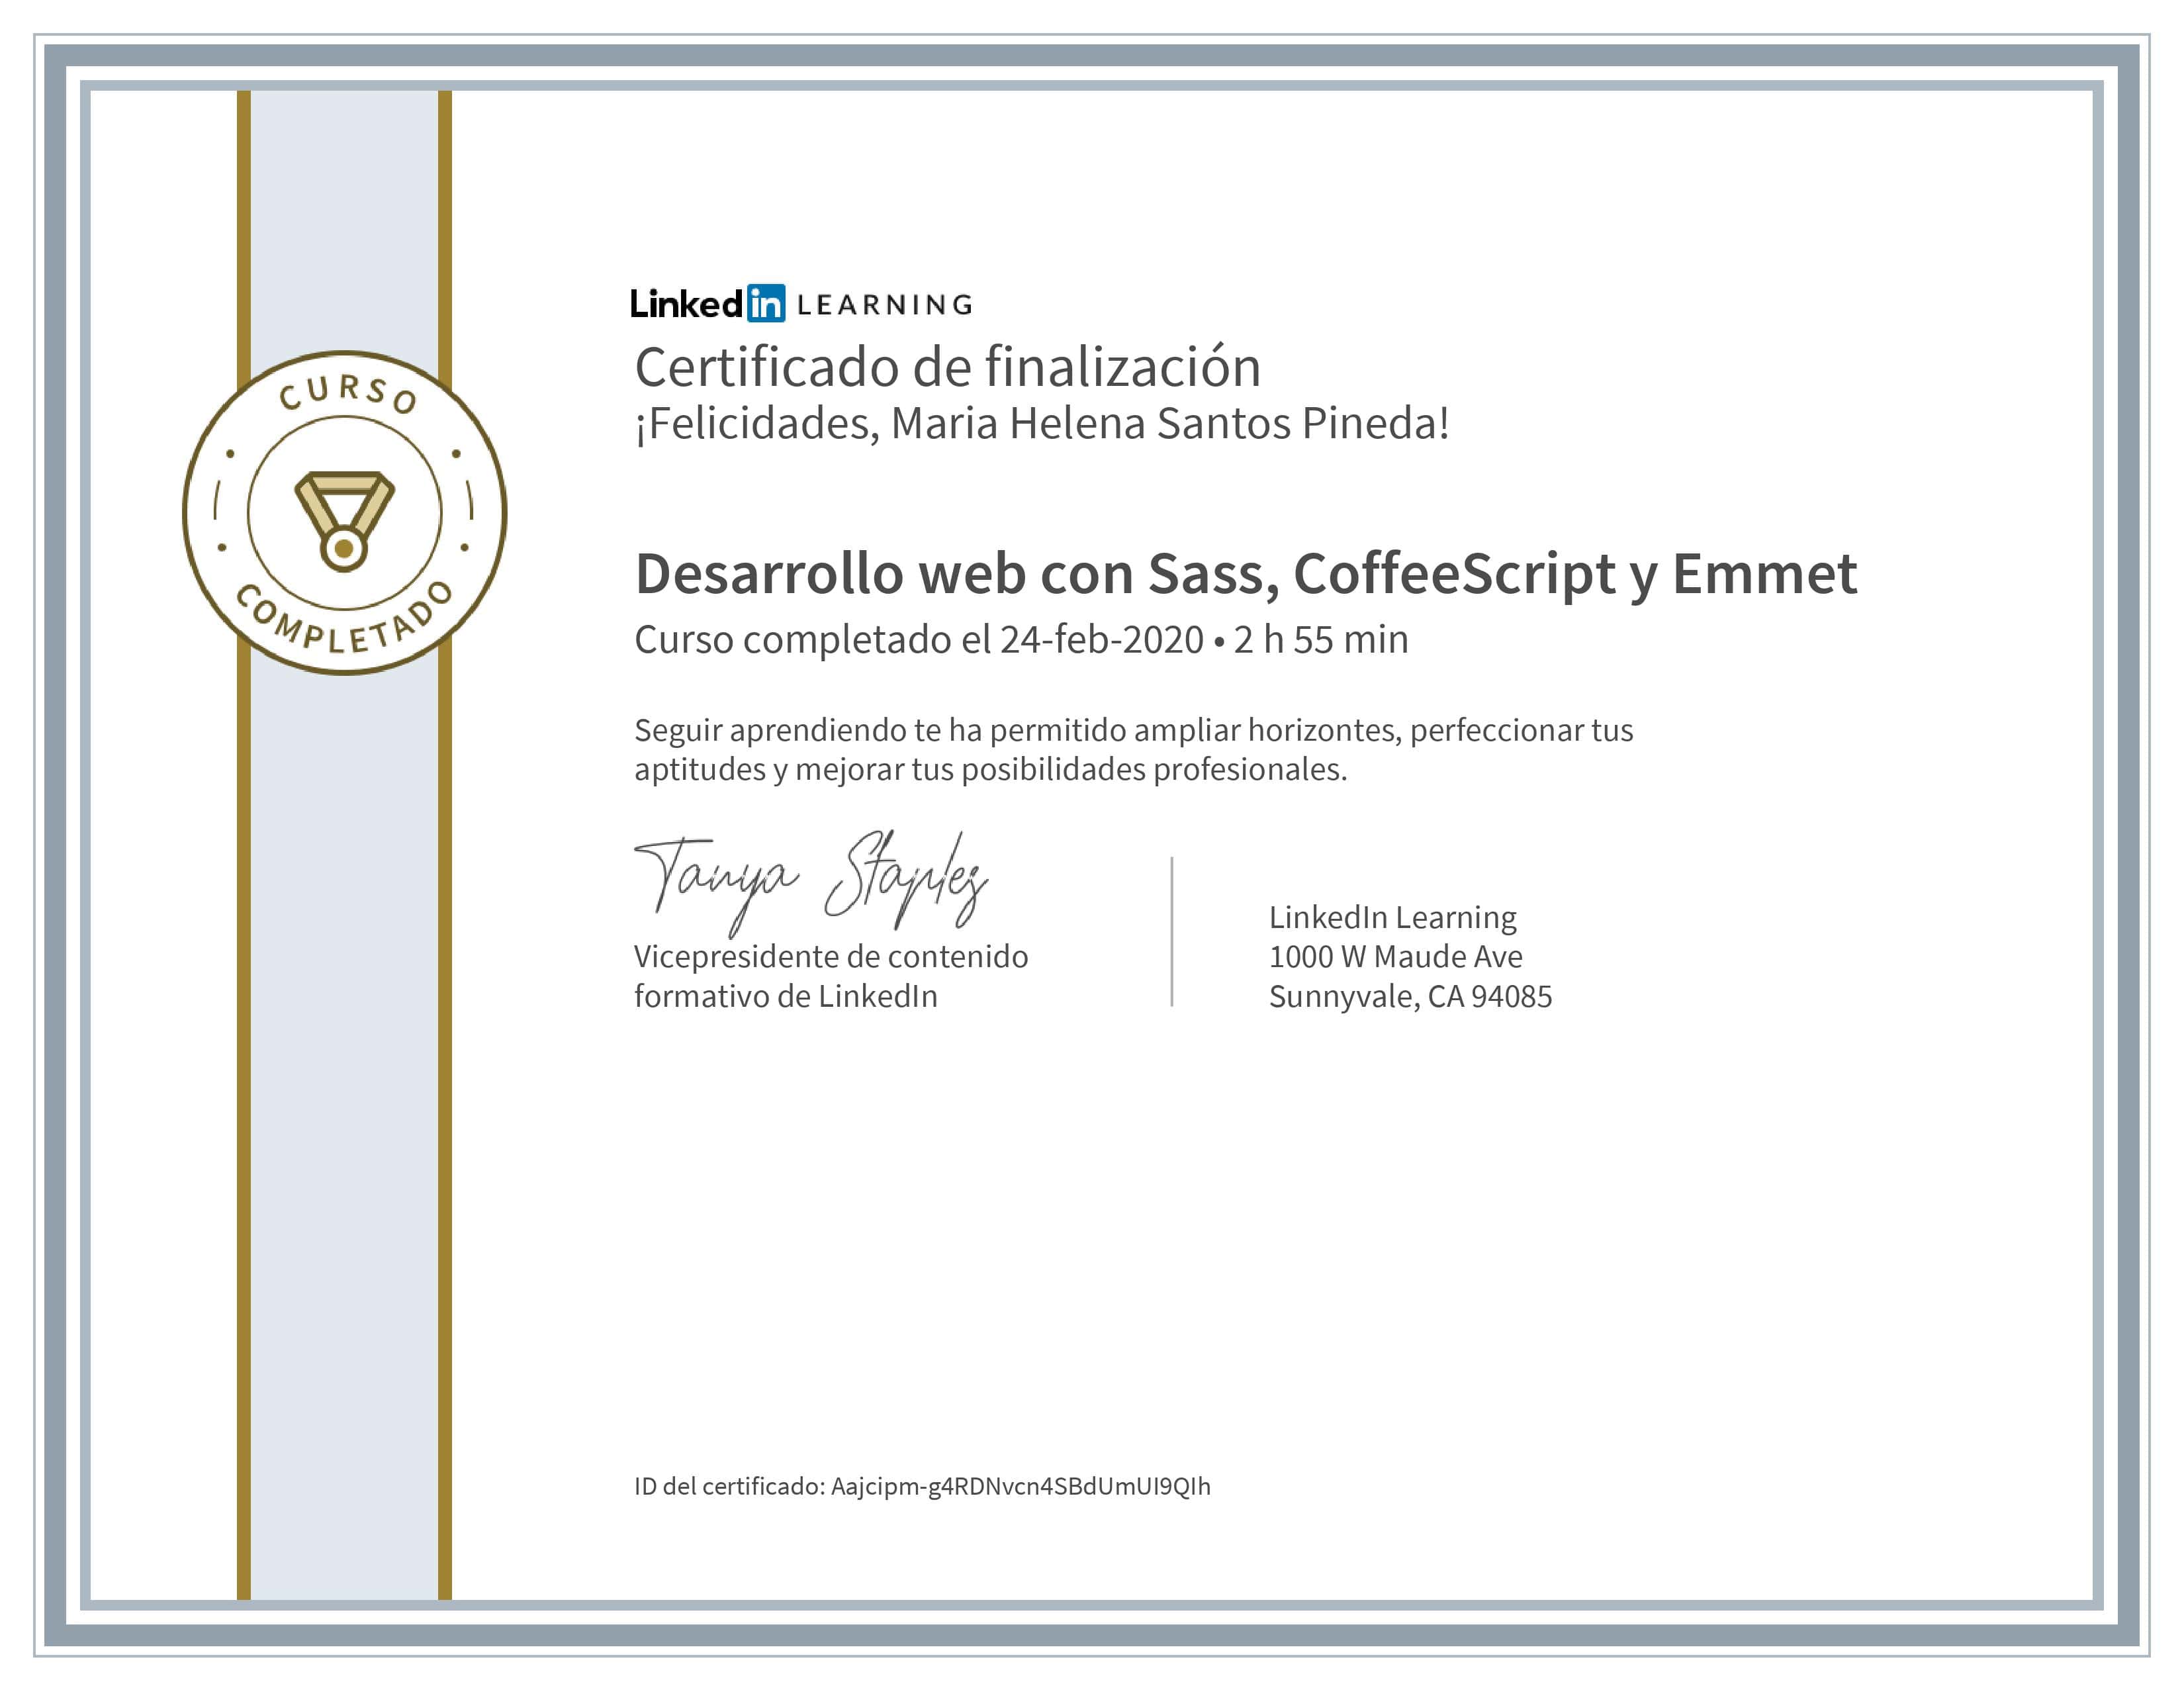 CURSO
COMPLETADO
Linkedin LEARNING
Certificado de finalización
¡Felicidades, Maria Helena Santos Pineda!
Desarrollo web con Sass, CoffeeScript y Emmet
Curso completado el 24-feb-2020 • 2 h 55 min
Seguir aprendiendo te ha permitido ampliar horizontes, perfeccionar tus
aptitudes y mejorar tus posibilidades profesionales.
Tanya Staples
Vicepresidente de contenido
formativo de LinkedIn
LinkedIn Learning
1000 W Maude Ave
Sunnyvale, CA 94085
ID del certificado: Aajcipm-g4RDNvcn4SBdUmUI9QIh